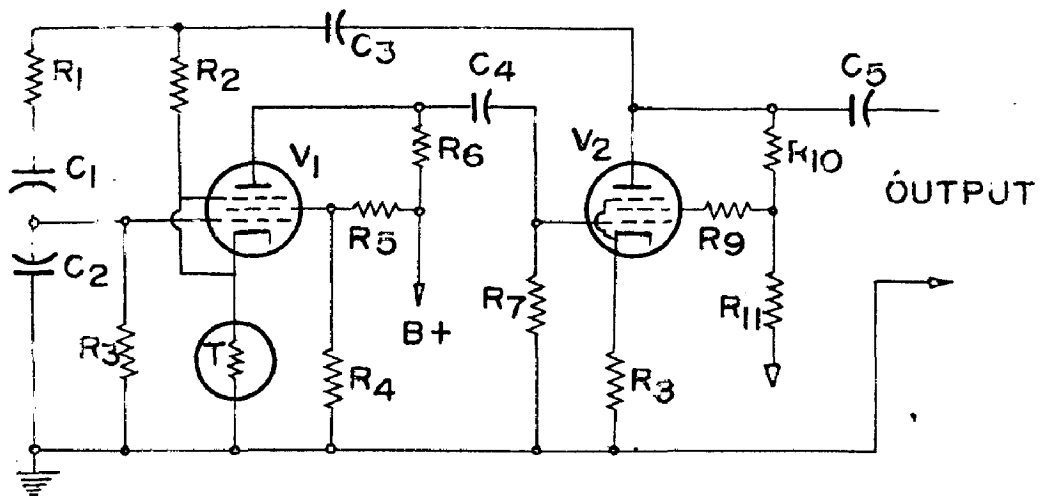 C3
R1
R2
C4
C5
V1
R6
V2
R10
C1
OUTPUT
R5
R9
C2
R7
R11
B+
R3
T
R4
R3